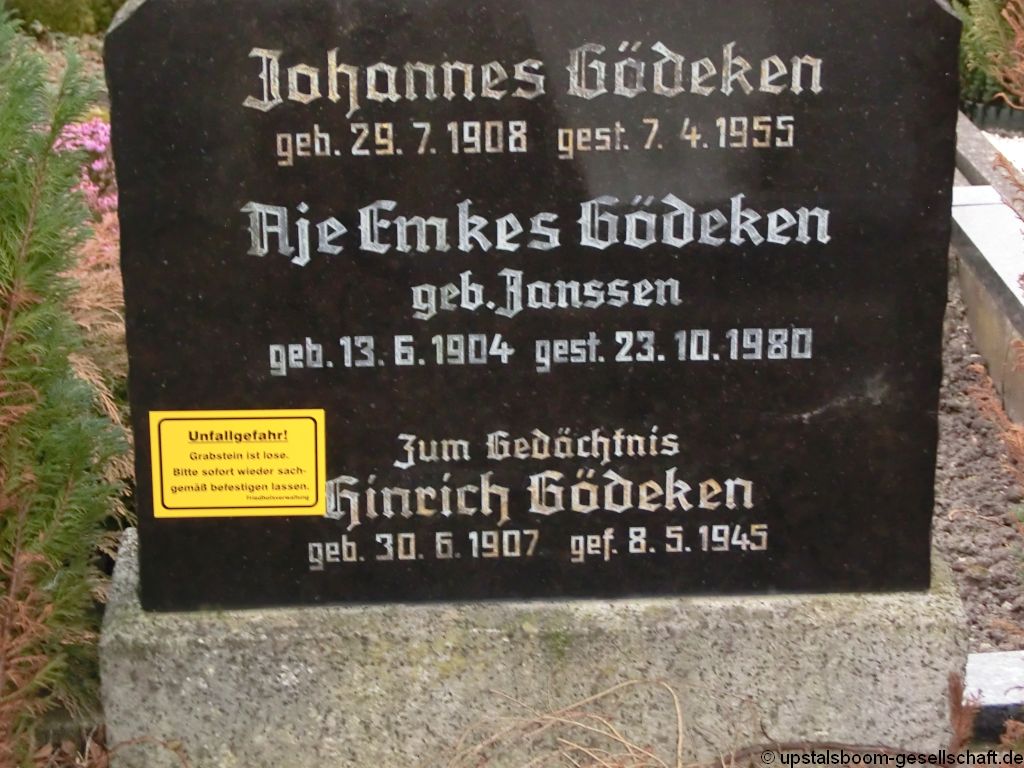 Johannes Gödeken
geb. 29. 7. 1908 gest. 7. 4. 1955
Aje Emkes Gödeken
geb. Janssen
geb. 13. 6. 1904 gest. 23. 10. 1980
Zum Gedächtnis
Hinrich Gödeken
geb. 30. 6. 1907 gef. 8. 5. 1945
Unfallgefahr!
Grabstein ist lose.
Bitte sofort wieder sach-
gemäß befestigen lassen.
Friedhofsverwaltung
© upstalsboom-gesellschaft.de